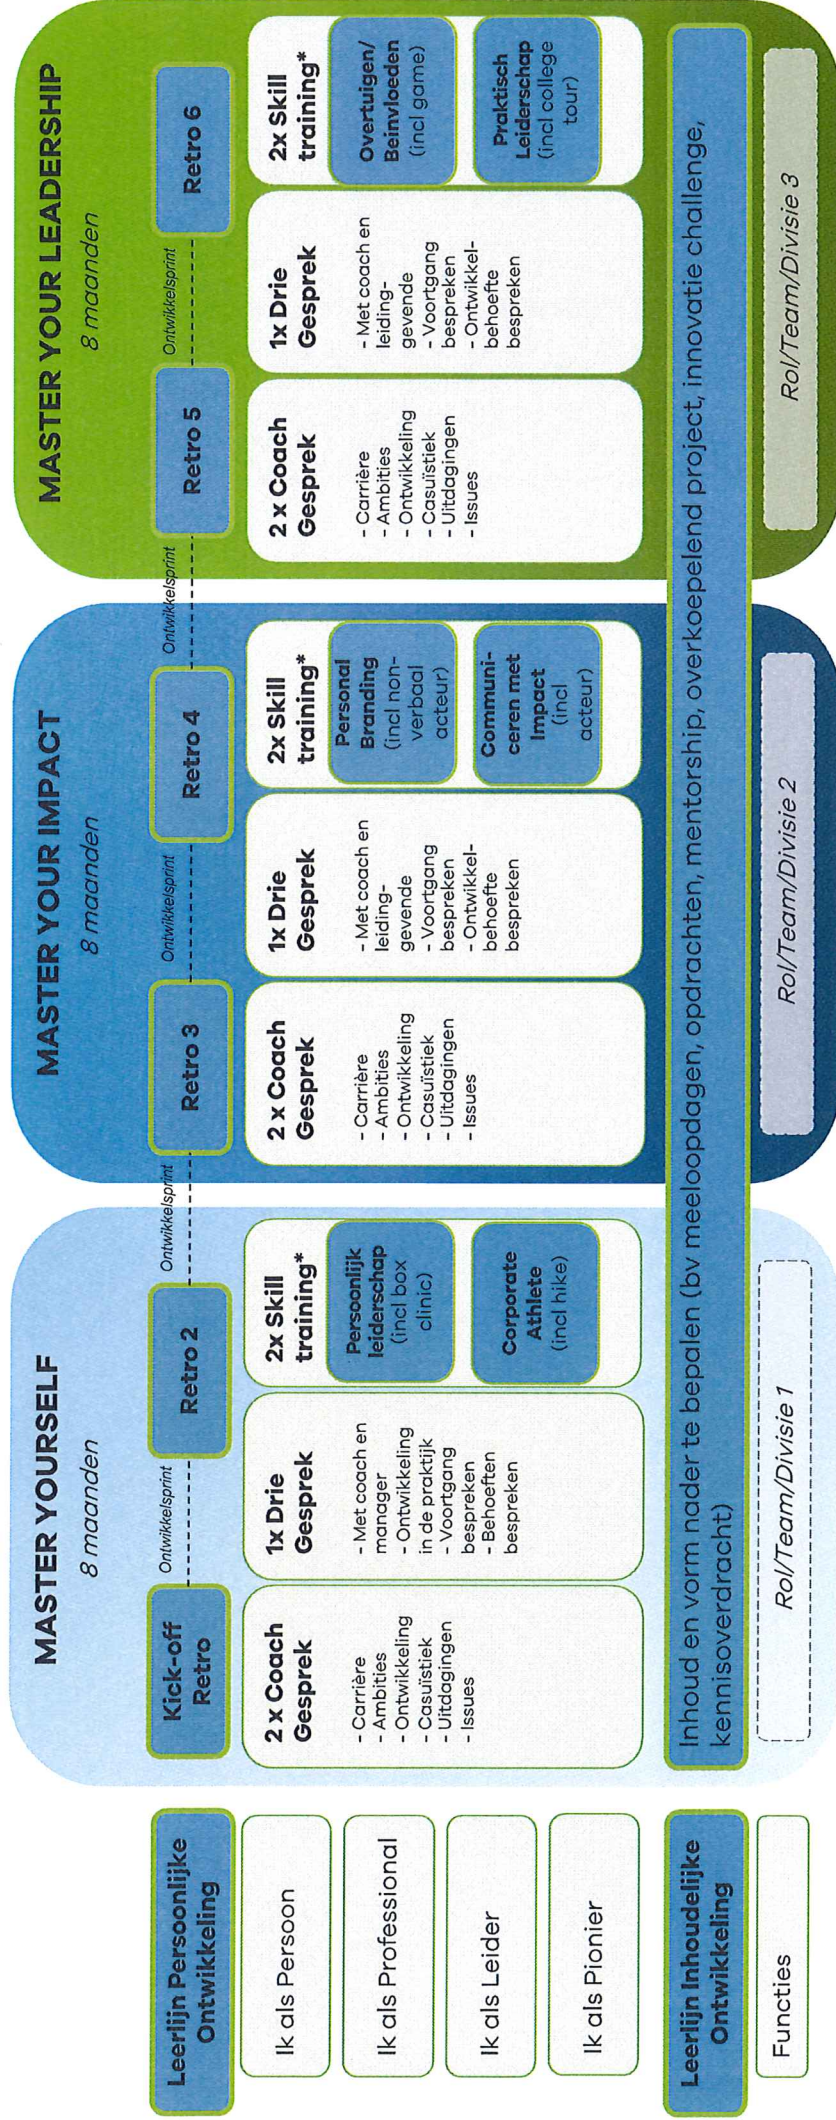 MASTER YOURSELF
8 maanden
MASTER YOUR IMPACT
8 maanden
MASTER YOUR LEADERSHIP
8 maanden
Leerlijn Persoonlijke
Ontwikkeling
Kick-off
Retro
Ontwikkelsprint
Retro 2
Ontwikkelsprint
Retro 3
Ontwikkelsprint
Retro 4
Ontwikkelsprint
Retro 5
Ontwikkelsprint
Retro 6
Ik als Persoon
Ik als Professional
Ik als Leider
Ik als Pionier
2 x Coach
Gesprek
- Carrière
- Ambities
- Ontwikkeling
- Casuïstiek
- Uitdagingen
- Issues
1x Drie
Gesprek
- Met coach en
manager
- Ontwikkeling
in de praktijk
- Voortgang
bespreken
- Behoeften
bespreken
2x Skill
training*
Persoonlijk
leiderschap
(incl box
clinic)
Corporate
Athlete
(incl hike)
2 x Coach
Gesprek
- Carrière
- Ambities
- Ontwikkeling
- Casuïstiek
- Uitdagingen
- Issues
1x Drie
Gesprek
- Met coach en
leiding-
gevende
- Voortgang
bespreken
- Ontwikkel-
behoefte
bespreken
2x Skill
training*
Personal
Branding
(incl non-
verbaal
acteur)
Communi-
ceren met
Impact
(incl
acteur)
2 x Coach
Gesprek
- Carrière
- Ambities
- Ontwikkeling
- Casuïstiek
- Uitdagingen
- Issues
1x Drie
Gesprek
- Met coach en
leiding-
gevende
- Voortgang
bespreken
- Ontwikkel-
behoefte
bespreken
2x Skill
training*
Overtuigen/
Beinvloeden
(incl game)
Praktisch
Leiderschap
(incl college
tour)
Leerlijn Inhoudelijke
Ontwikkeling
Inhoud en vorm nader te bepalen (bv meeloopdagen, opdrachten, mentorship, overkoepelend project, innovatie challenge,
kennisoverdracht)
Functies
Rol/Team/Divisie 1
Rol/Team/Divisie 2
Rol/Team/Divisie 3